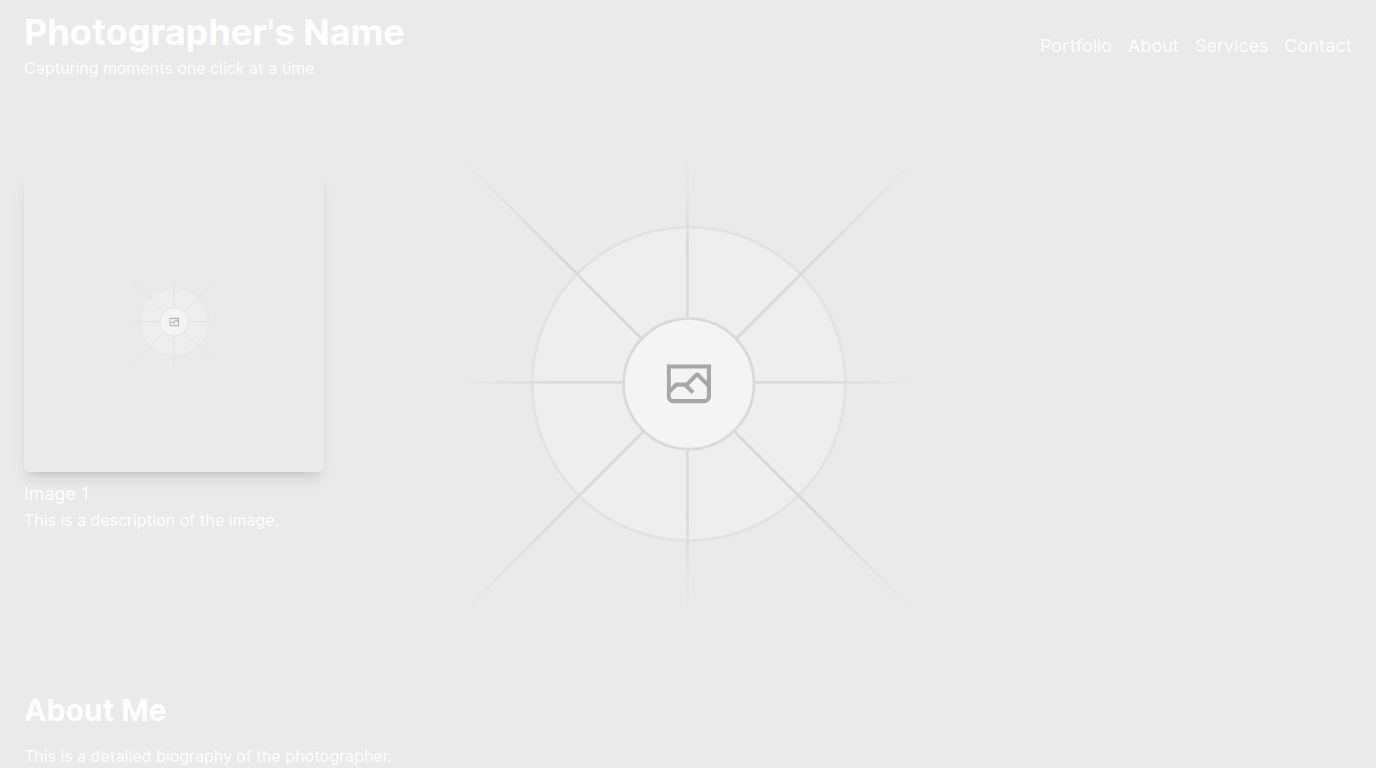 Photographer's Name
Capturing moments one click at a time
Portfolio About Services Contact
Image 1
This is a description of the image.
About Me
This is a detailed biography of the photographer.